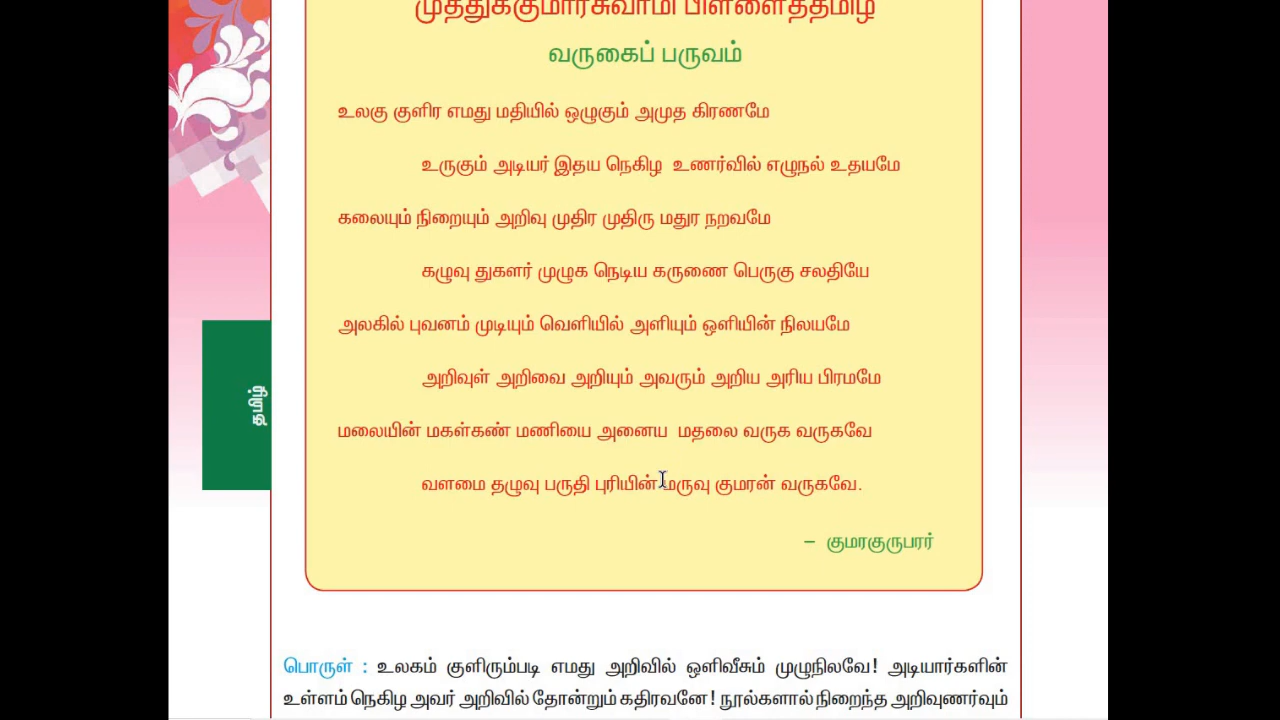 முத்துக்குமாரசுவாமி பிள்ளைத்தமிழ்
வருகைப் பருவம்
உலகு குளிர எமது மதியில் ஒழுகும் அமுத கிரணமே
உருகும் அடியர் இதய நெகிழ உணர்வில் எழுநல் உதயமே
கலையும் நிறையும் அறிவு முதிர முதிரு மதுர நறவமே
கழுவு துகளர் முழுக நெடிய கருணை பெருகு சலதியே
அலகில் புவனம் முடியும் வெளியில் அளியும் ஒளியின் நிலயமே
அறிவுள் அறிவை அறியும் அவரும் அறிய அரிய பிரமமே
தமிழ்
மலையின் மகள்கண் மணியை அனைய மதலை வருக வருகவே
வளமை தழுவு பருதி புரியின் மருவு குமரன் வருகவே.
– குமரகுருபரர்
பொருள் : உலகம் குளிரும்படி எமது அறிவில் ஒளிவீசும் முழுநிலவே! அடியார்களின்
உள்ளம் நெகிழ அவர் அறிவில் தோன்றும் கதிரவனே! நூல்களால் நிறைந்த அறிவுணர்வும்